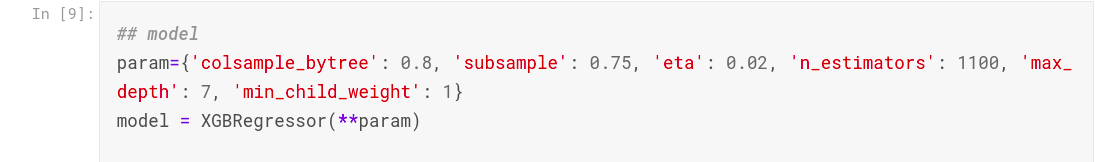 In [9]:
## model
param={'colsample_bytree': 0.8, 'subsample': 0.75, 'eta': 0.02, 'n_estimators': 1100, 'max_
depth': 7, 'min_child_weight': 1}
model = XGBRegressor(**param)